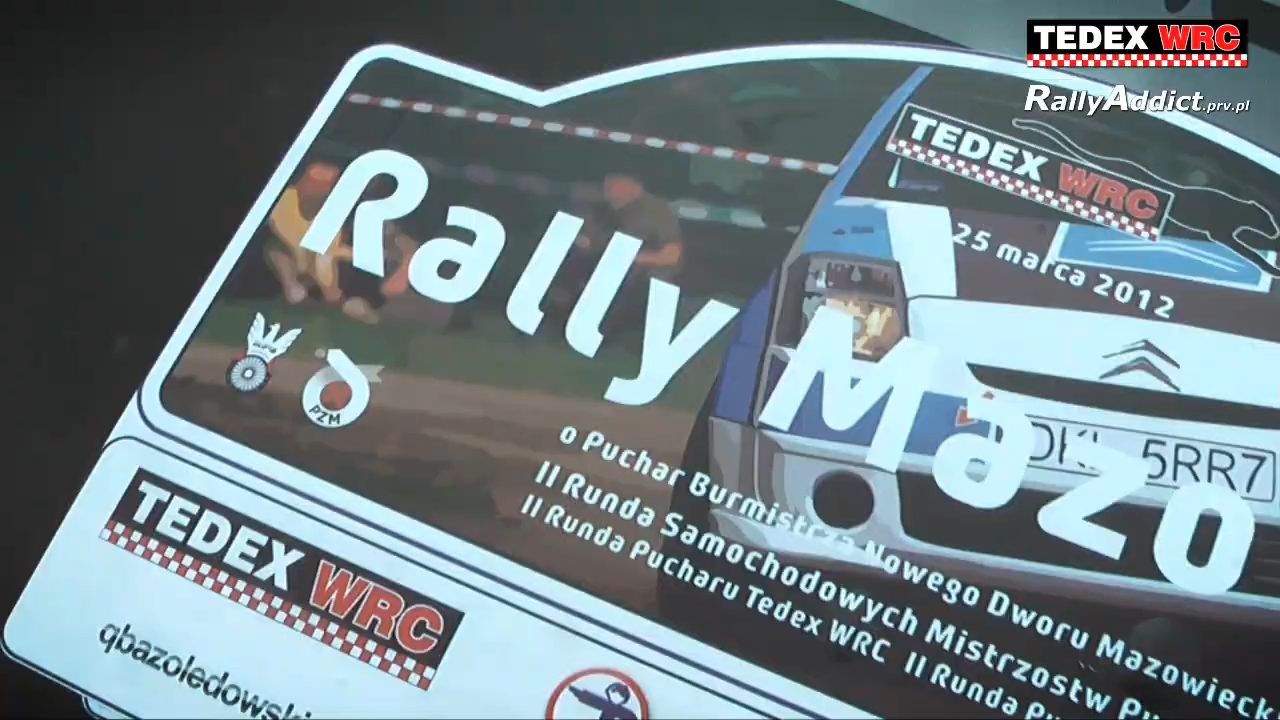 TEDEX WRC
RallyAddict.prv.pl
TEDEX WRC
25 marca 2012
Rally Mazo
5RR7
PZM
o Puchar Burmistrza Nowego Dworu Mazowieck
II Runda Samochodowych Mistrzostw
II Runda Pucharu Tedex WRC II Runda
TEDEX WRC
qbazoledowski